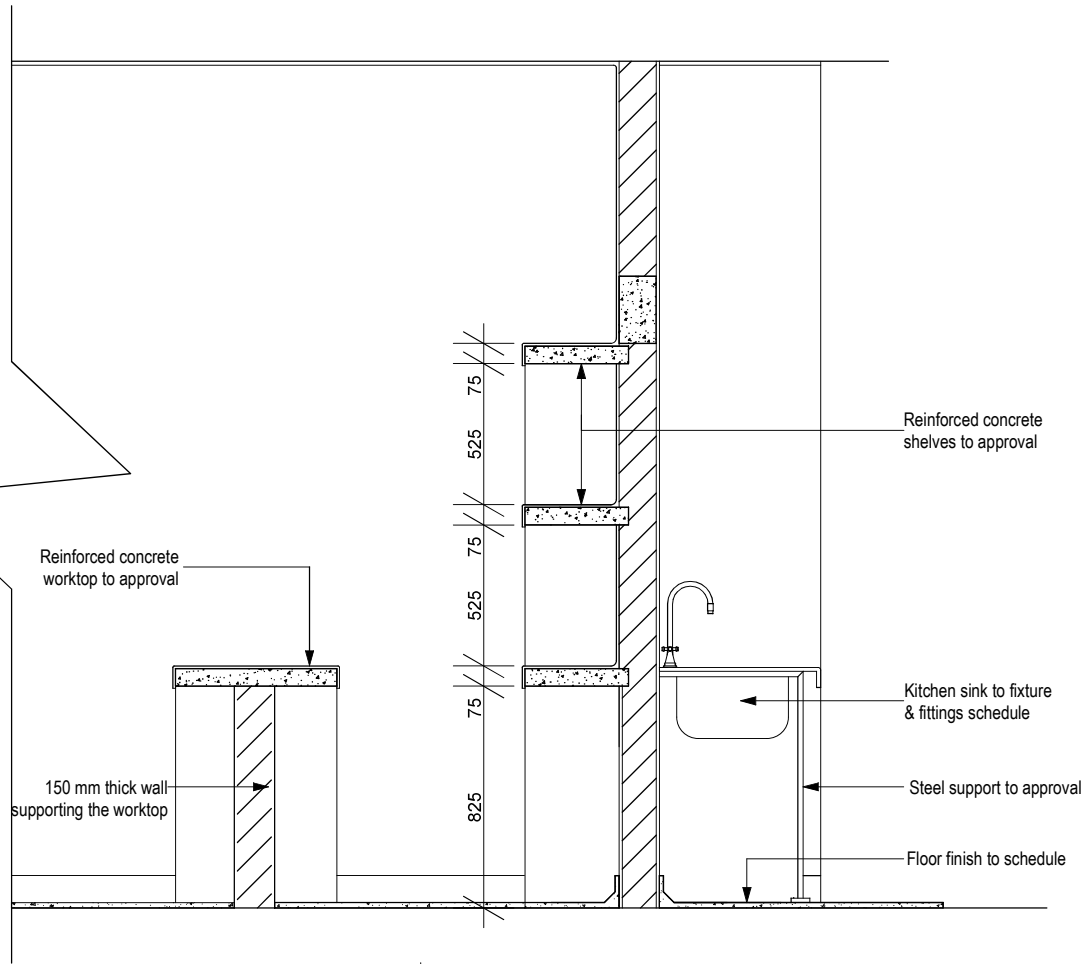 75
525
Reinforced concrete
shelves to approval
75
525
Reinforced concrete
worktop to approval
75
825
Kitchen sink to fixture
& fittings schedule
150 mm thick wall
supporting the worktop
Steel support to approval
Floor finish to schedule